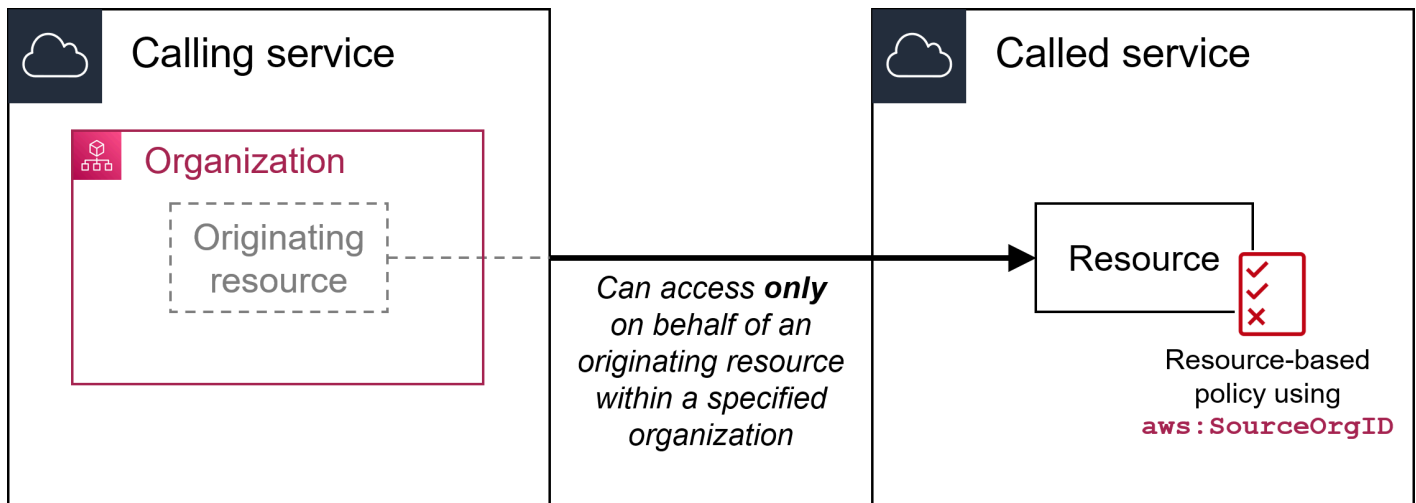 Calling service
Organization
Originating
resource
Can access only
on behalf of an
originating resource
within a specified
organization
Called service
Resource
Resource-based
policy using
aws:SourceOrgID